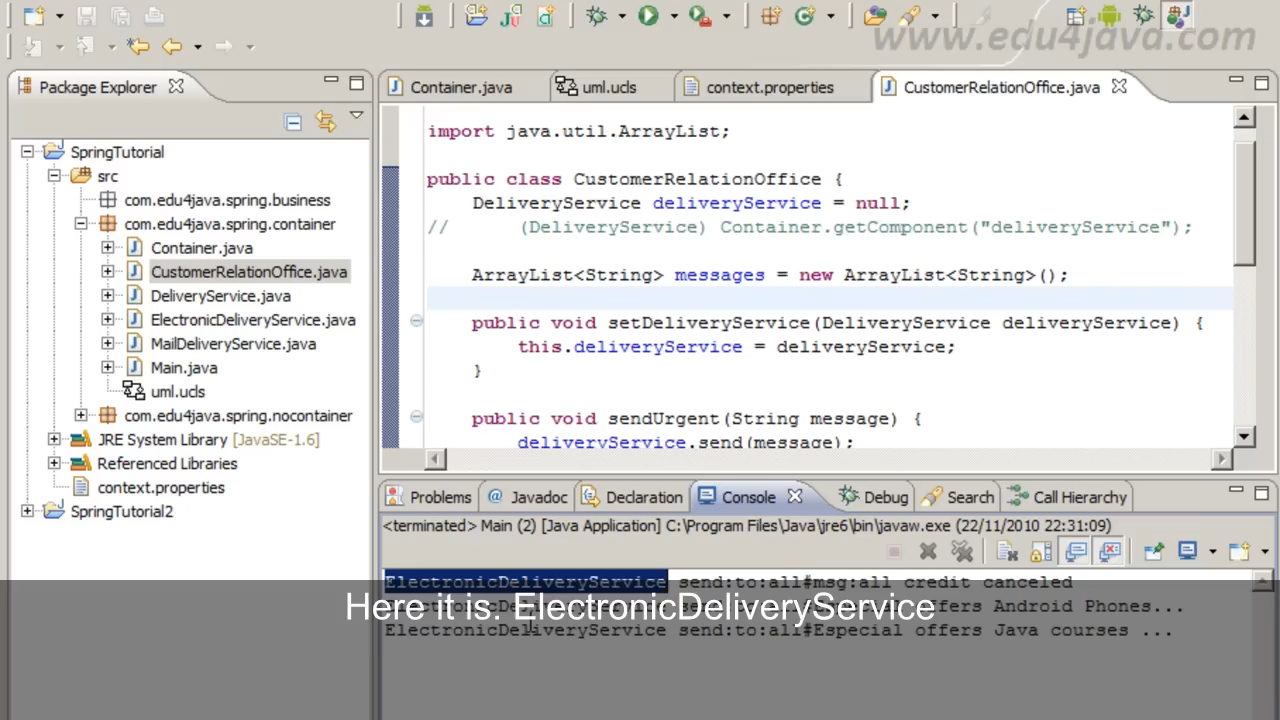 www.edu4java.com
Package Explorer
SpringTutorial
src
com.edu4java.spring.business
com.edu4java.spring.container
Container.java
CustomerRelationOffice.java
DeliveryService.java
ElectronicDeliveryService.java
MailDeliveryService.java
Main.java
uml.ucls
com.edu4java.spring.nocontainer
JRE System Library [JavaSE-1.6]
Referenced Libraries
context.properties
SpringTutorial2
Container.java uml.ucls context.properties CustomerRelationOffice.java
import java.util.ArrayList;
public class CustomerRelationOffice {
DeliveryService deliveryService = null;
// (DeliveryService) Container.getComponent("deliveryService");
ArrayList<String> messages = new ArrayList<String>();
public void setDeliveryService(DeliveryService deliveryService) {
this.deliveryService = deliveryService;
}
public void sendUrgent(String message) {
deliveryService.send(message);
Problems Javadoc Declaration Console Debug Search Call Hierarchy
<terminated> Main (2) [Java Application] C:\Program Files\Java\jre6\bin\javaw.exe (22/11/2010 22:31:09)
ElectronicDeliveryService send:to:all#msg:all credit canceled
offers Android Phones...
ElectronicDeliveryService send:to:all#Especial offers Java courses ...
Here it is. ElectronicDeliveryService